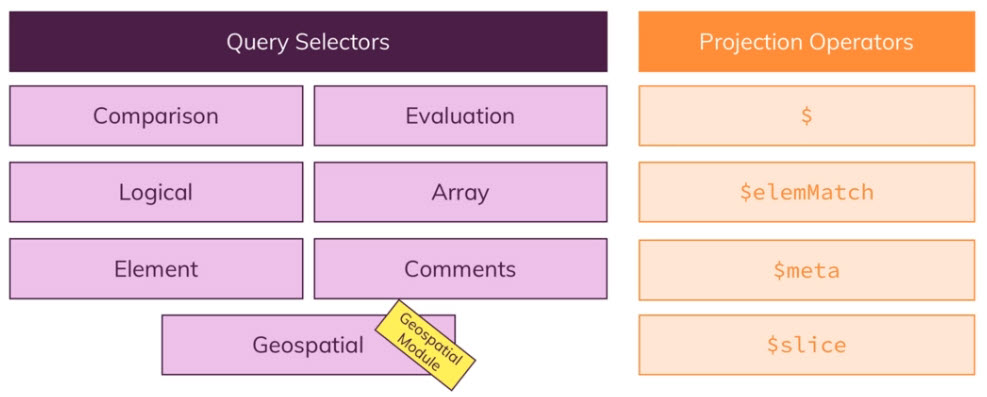 Query Selectors
Projection Operators
Comparison
Evaluation
$
Logical
Array
$elemMatch
Element
Comments
$meta
Geospatial
Geospatial
Module
$slice